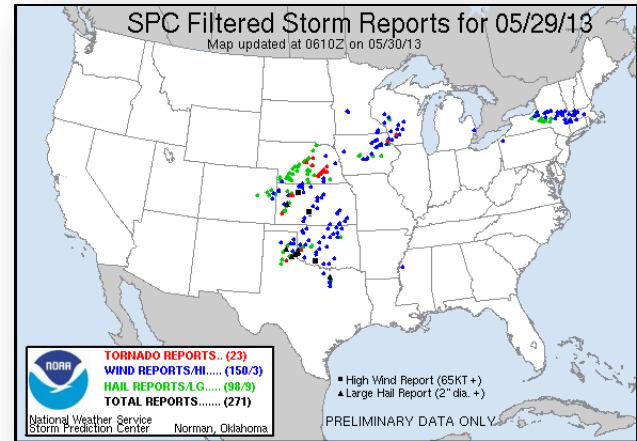 SPC Filtered Storm Reports for 05/29/13
Map updated at 0610Z on 05/30/13
TORNADO REPORTS.. (23)
WIND REPORTS/HI..... (150/3)
HAIL REPORTS/LG..... (98/9)
TOTAL REPORTS....... (271)
NOAA
National Weather Service
Storm Prediction Center Norman, Oklahoma
High Wind Report (65KT +)
Large Hail Report (2" dia. +)
PRELIMINARY DATA ONLY